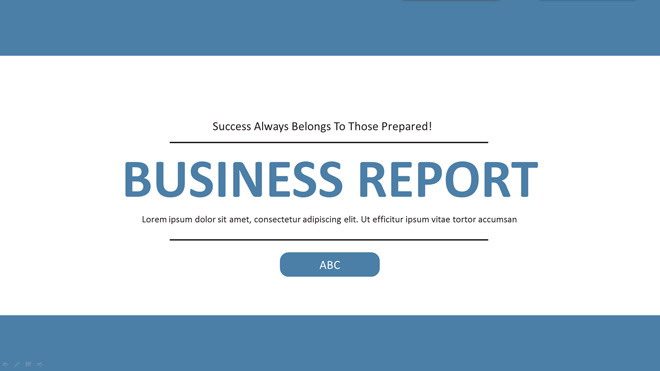 Success Always Belongs To Those Prepared!
BUSINESS REPORT
Lorem ipsum dolor sit amet, consectetur adipiscing elit. Ut efficitur ipsum vitae tortor accumsan
ABC